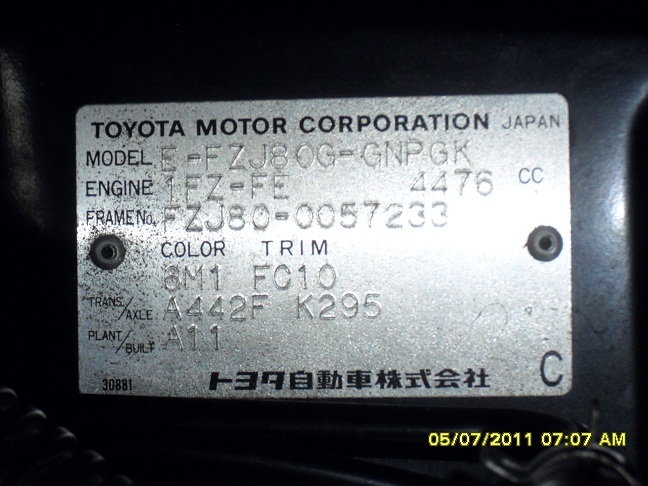 TOYOTA MOTOR CORPORATION JAPAN
MODEL E-FZJ80G-GNPGK
ENGINE 1FZ-FE 4476 CC
FRAME No. FZJ80-0057233
COLOR TRIM
6M1 FC10
TRANS/AXLE A442F K295
PLANT/BUILT A11
30881 トヨタ自動車株式会社 C
05/07/2011 07:07 AM